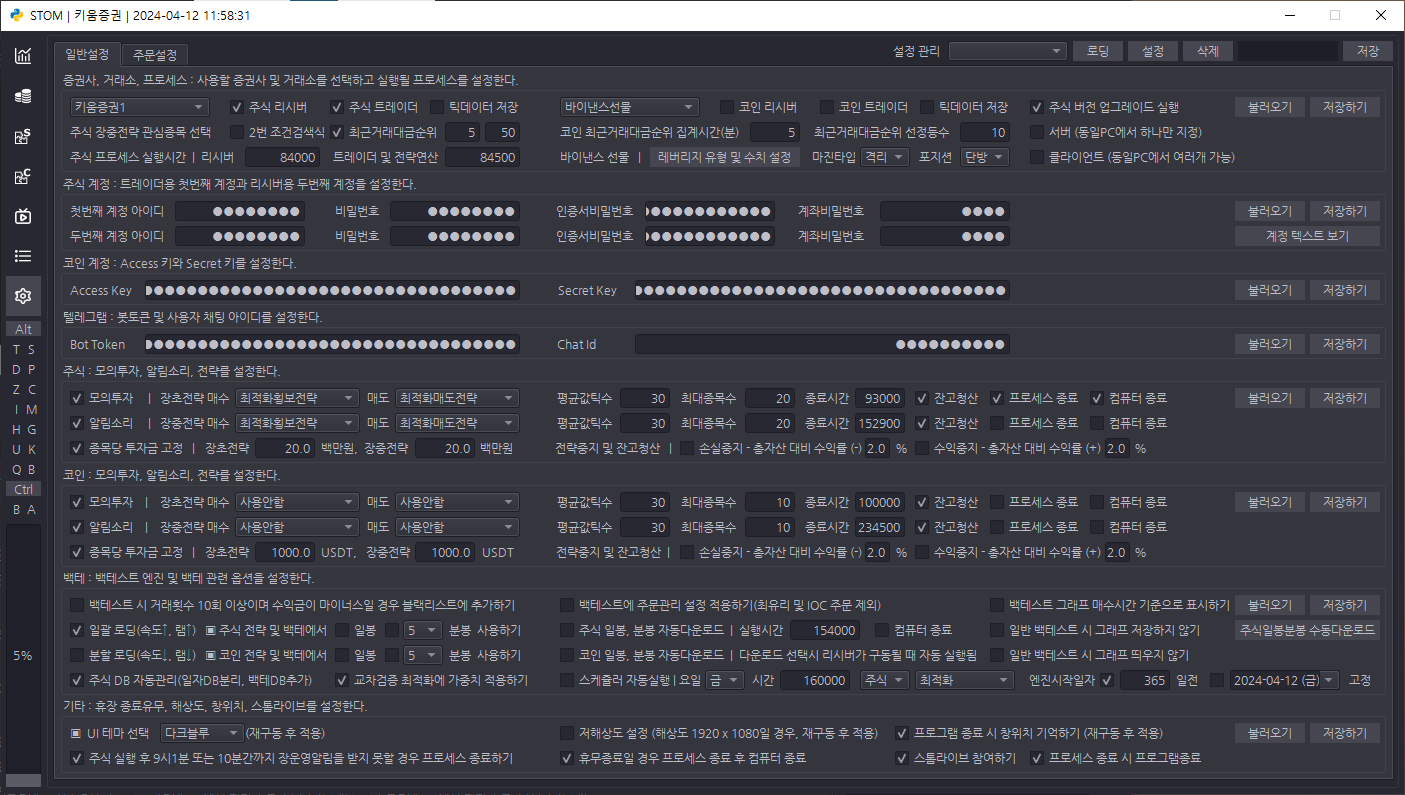 STOM | 키움증권 | 2024-04-12 11:58:31
일반설정 주문설정 설정 관리 로딩 설정 삭제 저장
증권사, 거래소, 프로세스 : 사용할 증권사 및 거래소를 선택하고 실행될 프로세스를 설정한다.
키움증권1 주식 리시버 주식 트레이더 틱데이터 저장 바이낸스선물 코인 리시버 코인 트레이더 틱데이터 저장 주식 버전 업그레이드 실행 불러오기 저장하기
주식 장중전략 관심종목 선택 2번 조건검색식 최근거래대금순위 5 50 코인 최근거래대금순위 집계시간(분) 5 최근거래대금순위 선정등수 10 서버 (동일PC에서 하나만 지정)
주식 프로세스 실행시간 | 리시버 84000 트레이더 및 전략연산 84500 바이낸스 선물 | 레버리지 유형 및 수치 설정 마진타입 격리 포지션 단방 클라이언트 (동일PC에서 여러개 가능)
주식 계정 : 트레이더용 첫번째 계정과 리시버용 두번째 계정을 설정한다.
첫번째 계정 아이디 ●●●●●●●● 비밀번호 ●●●●●●●● 인증서비밀번호 ●●●●●●●●●●●● 계좌비밀번호 ●●●● 불러오기 저장하기
두번째 계정 아이디 ●●●●●●●● 비밀번호 ●●●●●●●● 인증서비밀번호 ●●●●●●●●●●●● 계좌비밀번호 ●●●● 계정 텍스트 보기
코인 계정 : Access 키와 Secret 키를 설정한다.
Access Key Secret Key 불러오기 저장하기
텔레그램 : 봇토큰 및 사용자 채팅 아이디를 설정한다.
Bot Token Chat Id ●●●●●●●●●● 불러오기 저장하기
주식 : 모의투자, 알림소리, 전략를 설정한다.
모의투자 | 장초전략 매수 최적화횡보전략 매도 최적화매도전략 평균값틱수 30 최대종목수 20 종료시간 93000 잔고청산 프로세스 종료 컴퓨터 종료 불러오기 저장하기
알림소리 | 장중전략 매수 최적화횡보전략 매도 최적화매도전략 평균값틱수 30 최대종목수 20 종료시간 152900 잔고청산 프로세스 종료 컴퓨터 종료
종목당 투자금 고정 | 장초전략 20.0 백만원, 장중전략 20.0 백만원 전략중지 및 잔고청산 | 손실중지 - 총자산 대비 수익률 (-) 2.0 % 수익중지 - 총자산 대비 수익률 (+) 2.0 %
코인 : 모의투자, 알림소리, 전략를 설정한다.
모의투자 | 장초전략 매수 사용안함 매도 사용안함 평균값틱수 30 최대종목수 10 종료시간 100000 잔고청산 프로세스 종료 컴퓨터 종료 불러오기 저장하기
알림소리 | 장중전략 매수 사용안함 매도 사용안함 평균값틱수 30 최대종목수 10 종료시간 234500 잔고청산 프로세스 종료 컴퓨터 종료
종목당 투자금 고정 | 장초전략 1000.0 USDT, 장중전략 1000.0 USDT 전략중지 및 잔고청산 | 손실중지 - 총자산 대비 수익률 (-) 2.0 % 수익중지 - 총자산 대비 수익률 (+) 2.0 %
백테 : 백테스트 엔진 및 백테 관련 옵션을 설정한다.
백테스트 시 거래횟수 10회 이상이며 수익금이 마이너스일 경우 블랙리스트에 추가하기 백테스트에 주문관리 설정 적용하기(최유리 및 IOC 주문 제외) 백테스트 그래프 매수시간 기준으로 표시하기 불러오기 저장하기
일괄 로딩(속도↑, 램↑) ▣ 주식 전략 및 백테에서 일봉 5 분봉 사용하기 주식 일봉, 분봉 자동다운로드 | 실행시간 154000 컴퓨터 종료 일반 백테스트 시 그래프 저장하지 않기 주식일봉분봉 수동다운로드
분할 로딩(속도↓, 램↓) ▣ 코인 전략 및 백테에서 일봉 5 분봉 사용하기 코인 일봉, 분봉 자동다운로드 | 다운로드 선택시 리시버가 구동될 때 자동 실행됨 일반 백테스트 시 그래프 띄우지 않기
주식 DB 자동관리(일자DB분리, 백테DB추가) 교차검증 최적화에 가중치 적용하기 스케쥴러 자동실행 | 요일 금 시간 160000 주식 최적화 엔진시작일자 365 일전 2024-04-12 (금) 고정
기타 : 휴장 종료유무, 해상도, 창위치, 스톰라이브를 설정한다.
▣ UI 테마 선택 다크블루 (재구동 후 적용) 저해상도 설정 (해상도 1920 x 1080일 경우, 재구동 후 적용) 프로그램 종료 시 창위치 기억하기 (재구동 후 적용) 불러오기 저장하기
주식 실행 후 9시1분 또는 10분간까지 장운영알림을 받지 못할 경우 프로세스 종료하기 휴무종료일 경우 프로세스 종료 후 컴퓨터 종료 스톰라이브 참여하기 프로세스 종료 시 프로그램종료
S
C
Alt
T S
D P
Z C
I M
H G
U K
Q B
Ctrl
B A
5%